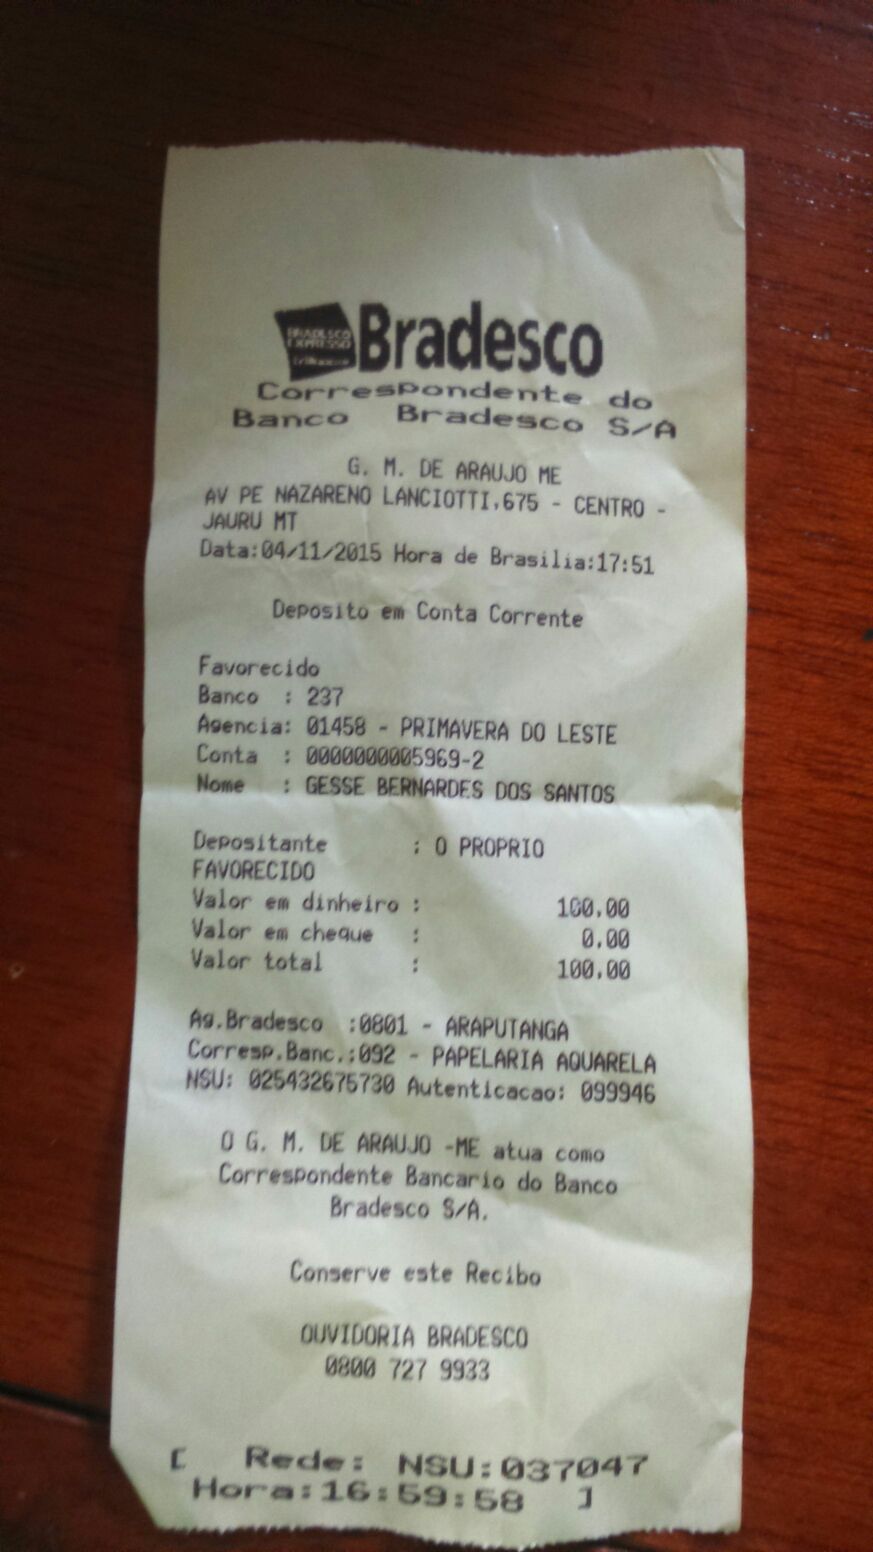 BRADESCO
EXPRESSO
Bradesco
Correspondente do
Banco Bradesco S/A
G. M. DE ARAUJO ME
AV PE NAZARENO LANCIOTTI,675 - CENTRO -
JAURU MT
Data:04/11/2015 Hora de Brasilia:17:51
Deposito em Conta Corrente
Favorecido
Banco : 237
Agencia: 01458 - PRIMAVERA DO LESTE
Conta : 0000000005969-2
Nome : GESSE BERNARDES DOS SANTOS
Depositante : O PROPRIO
FAVORECIDO
Valor em dinheiro : 100,00
Valor em cheque : 0,00
Valor total : 100,00
Ag.Bradesco :0801 - ARAPUTANGA
Corresp.Banc.:092 - PAPELARIA AQUARELA
NSU: 025432675730 Autenticacao: 099946
O G. M. DE ARAUJO -ME atua como
Correspondente Bancario do Banco
Bradesco S/A.
Conserve este Recibo
OUVIDORIA BRADESCO
0800 727 9933
[ Rede: NSU:037047
Hora:16:59:58 ]